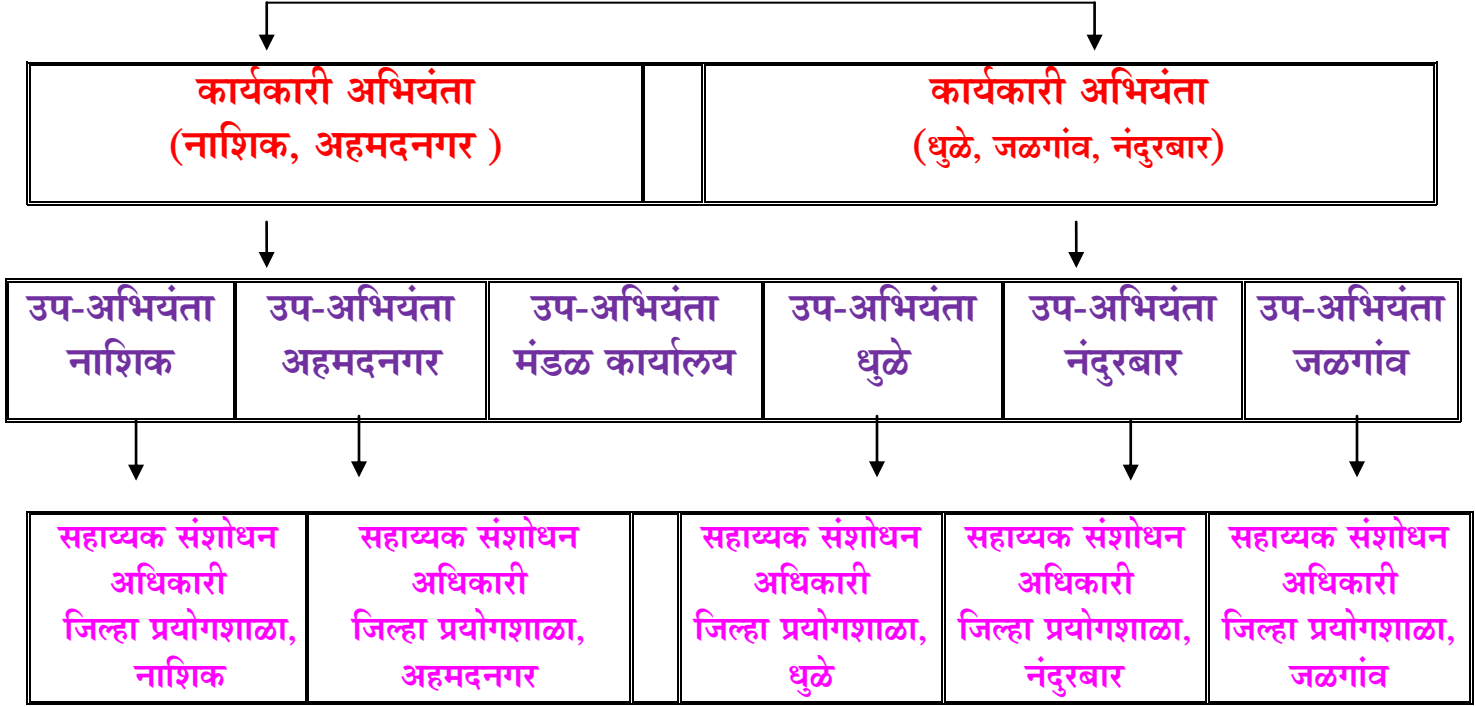 कार्यकारी अभियंता
(नाशिक, अहमदनगर )
कार्यकारी अभियंता
(धुळे, जळगांव, नंदुरबार)
उप-अभियंता
नाशिक
उप-अभियंता
अहमदनगर
उप-अभियंता
मंडळ कार्यालय
उप-अभियंता
धुळे
उप-अभियंता
नंदुरबार
उप-अभियंता
जळगांव
सहाय्यक संशोधन
अधिकारी
जिल्हा प्रयोगशाळा,
नाशिक
सहाय्यक संशोधन
अधिकारी
जिल्हा प्रयोगशाळा,
अहमदनगर
सहाय्यक संशोधन
अधिकारी
जिल्हा प्रयोगशाळा,
धुळे
सहाय्यक संशोधन
अधिकारी
जिल्हा प्रयोगशाळा,
नंदुरबार
सहाय्यक संशोधन
अधिकारी
जिल्हा प्रयोगशाळा,
जळगांव